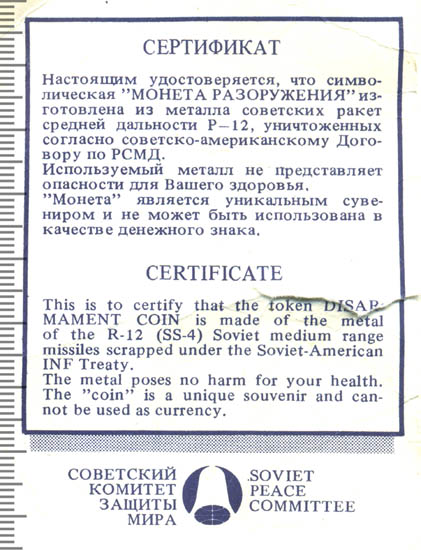 СЕРТИФИКАТ
Настоящим удостоверяется, что симво-
лическая "МОНЕТА РАЗОРУЖЕНИЯ" из-
готовлена из металла советских ракет
средней дальности Р—12, уничтоженных
согласно советско-американскому Дого-
вору по РСМД.
Используемый металл не представляет
опасности для Вашего здоровья.
"Монета" является уникальным суве-
ниром и не может быть использована в
качестве денежного знака.
CERTIFICATE
This is to certify that the token DISAR-
MAMENT COIN is made of the metal
of the R-12 (SS-4) Soviet medium range
missiles scrapped under the Soviet-American
INF Treaty.
The metal poses no harm for your health.
The "coin" is a unique souvenir and can-
not be used as currency.
СОВЕТСКИЙ
КОМИТЕТ
ЗАЩИТЫ
МИРА
SOVIET
PEACE
COMMITTEE